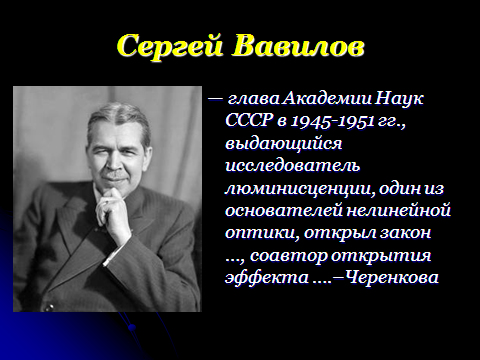 Сергей Вавилов
— глава Академии Наук
СССР в 1945-1951 гг.,
выдающийся
исследователь
люминисценции, один из
основателей нелинейной
оптики, открыл закон
…, соавтор открытия
эффекта ….–Черенкова